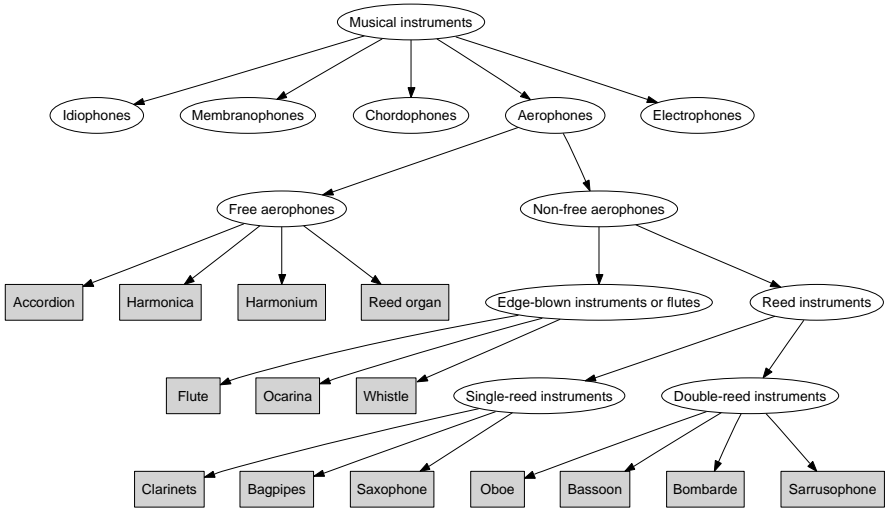 Musical instruments
Idiophones
Membranophones
Chordophones
Aerophones
Electrophones
Free aerophones
Non-free aerophones
Accordion
Harmonica
Harmonium
Reed organ
Edge-blown instruments or flutes
Reed instruments
Flute
Ocarina
Whistle
Single-reed instruments
Double-reed instruments
Clarinets
Bagpipes
Saxophone
Oboe
Bassoon
Bombarde
Sarrusophone